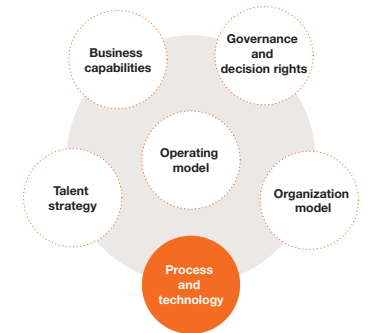 Business
capabilities
Governance
and
decision rights
Operating
model
Talent
strategy
Organization
model
Process
and
technology